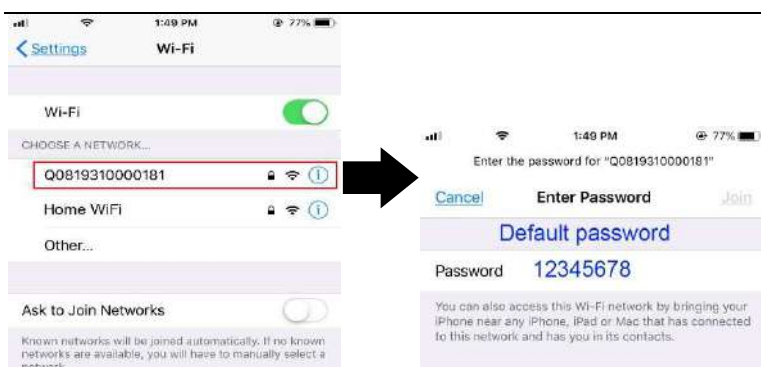 1:49 PM
77%
Settings
Wi-Fi
Wi-Fi
CHOOSE A NETWORK...
Q0819310000181
Home WiFi
Other...
Ask to Join Networks
Known networks will be joined automatically. If no known
networks are available, you will have to manually select a
network.
1:49 PM
77%
Enter the password for "Q0819310000181"
Cancel
Enter Password
Join
Default password
Password 12345678
You can also access this Wi-Fi network by bringing your
iPhone near any iPhone, iPad or Mac that has connected
to this network and has you in its contacts.